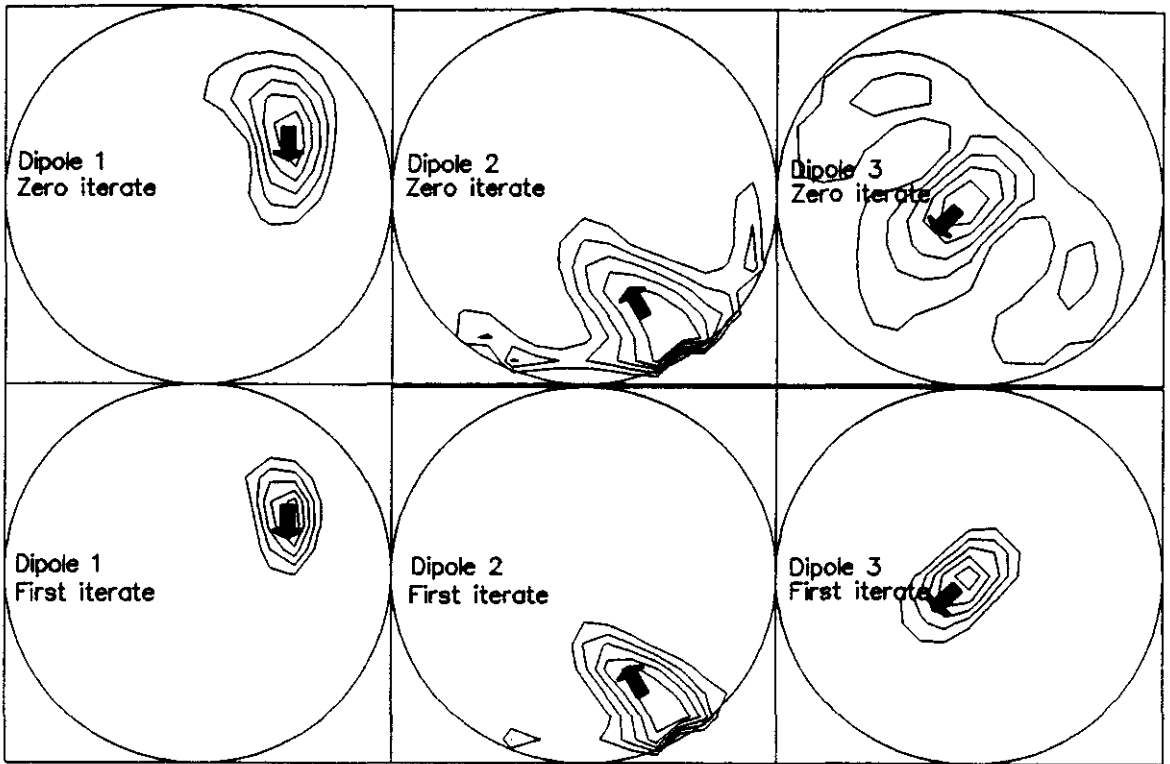 Dipole 1
Zero iterate
Dipole 2
Zero iterate
Dipole 3
Zero iterate
Dipole 1
First iterate
Dipole 2
First iterate
Dipole 3
First iterate